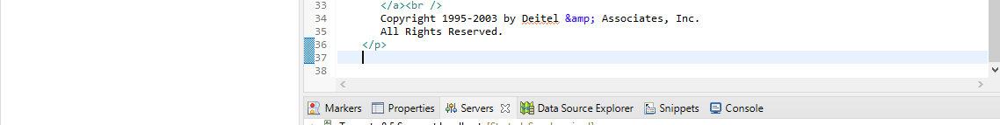 33 </a><br />
34 Copyright 1995-2003 by Deitel &amp; Associates, Inc.
35 All Rights Reserved.
36 </p>
37
38
Markers Properties Servers Data Source Explorer Snippets Console